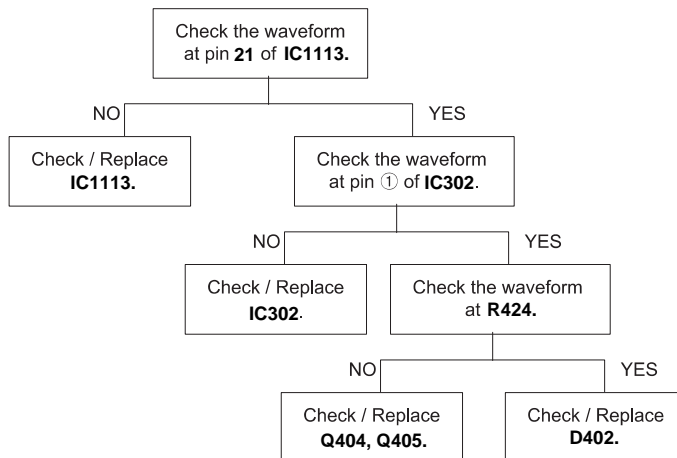 Check the waveform
at pin 21 of IC1113.
NO
YES
Check / Replace
IC1113.
Check the waveform
at pin ① of IC302.
NO
YES
Check / Replace
IC302.
Check the waveform
at R424.
NO
YES
Check / Replace
Q404, Q405.
Check / Replace
D402.